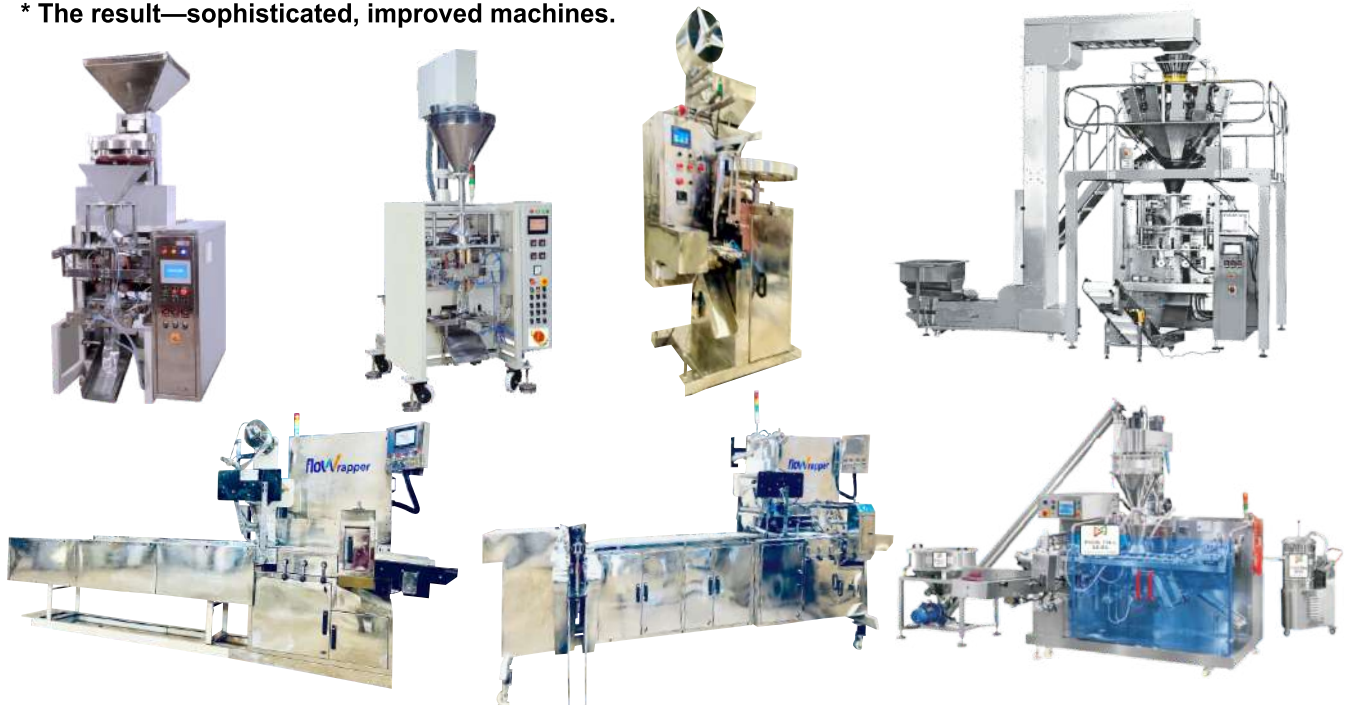 * The result—sophisticated, improved machines.
flowrapper
flowrapper